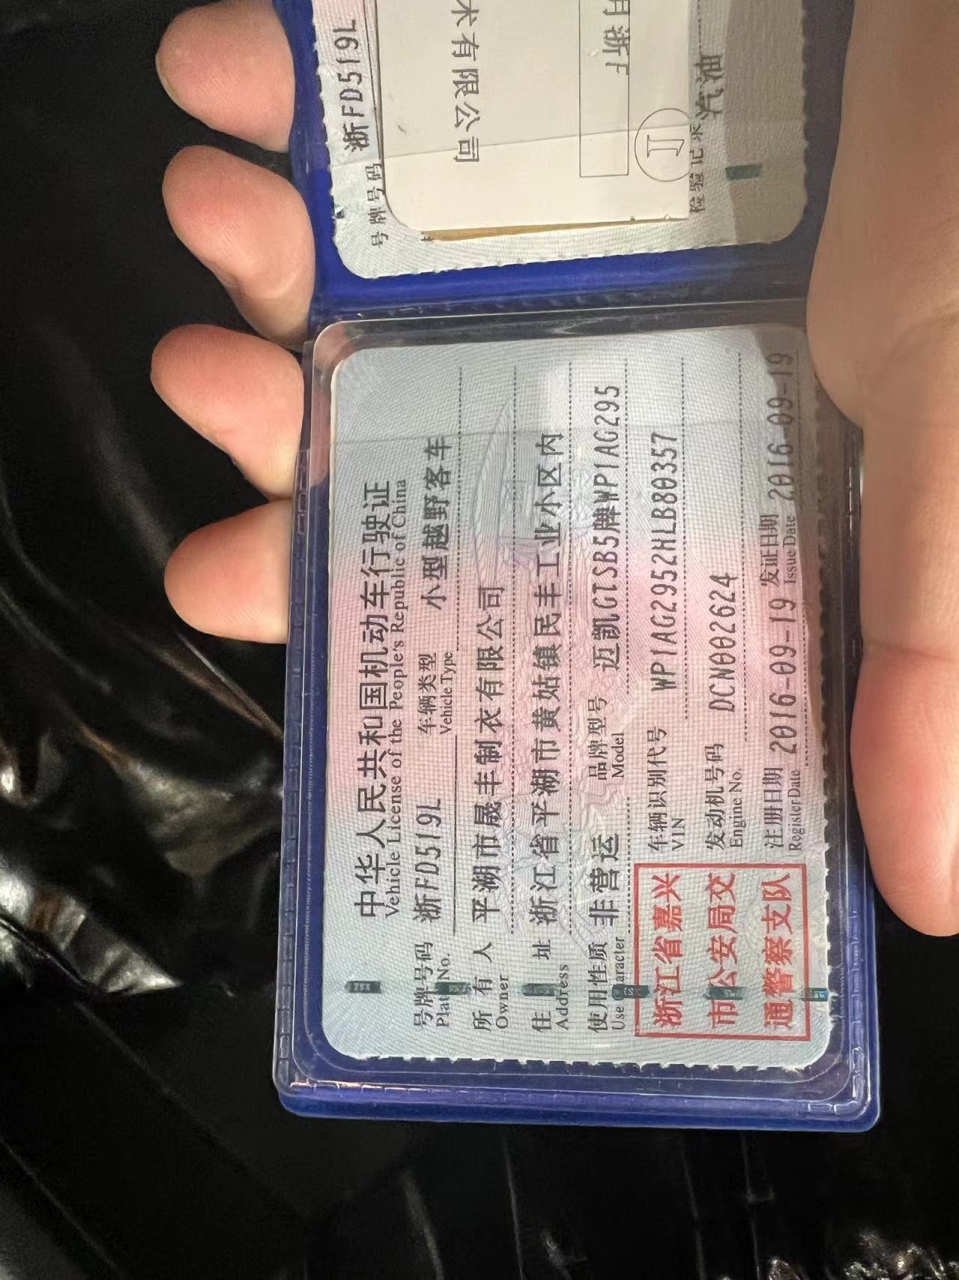 中华人民共和国机动车行驶证
Vehicle License of the People's Republic of China
号牌号码 浙FD519L 车辆类型 小型越野客车
Plate No. Vehicle Type
所有人 平湖市晟丰制衣有限公司
Owner
住址 浙江省平湖市黄姑镇民丰工业小区内
Address
使用性质 非营运 品牌型号 迈凯GTSB5牌WP1AG295
Use Character Model
浙江省嘉兴
市公安局交
通警察支队
车辆识别代号 WP1AG2952HLB80357
VIN
发动机号码 DCN002624
Engine No.
注册日期 2016-09-19 发证日期 2016-09-19
Register Date Issue Date
号牌号码 浙FD519L
术有限公司
月 浙F
检验记录
汽油